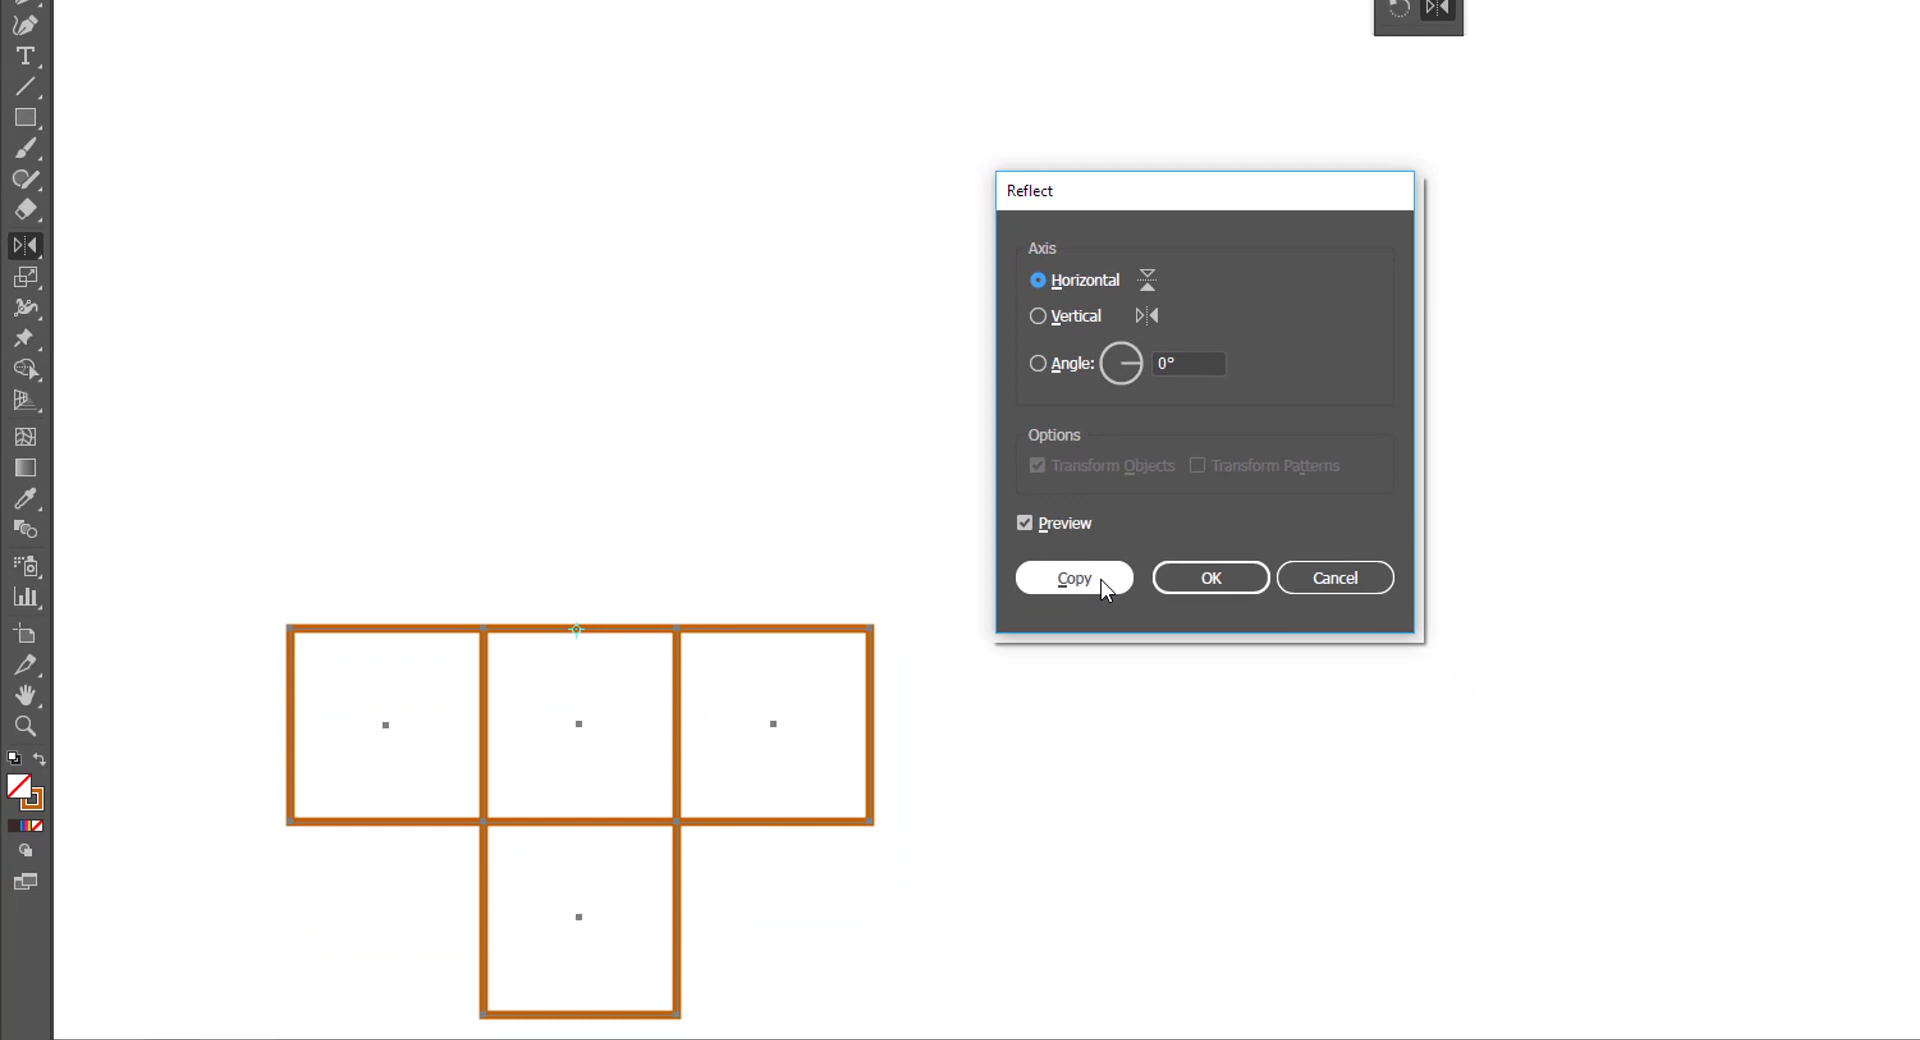 T
Reflect
Axis
Horizontal
Vertical
Angle: 0°
Options
Transform Objects Transform Patterns
Preview
Copy OK Cancel